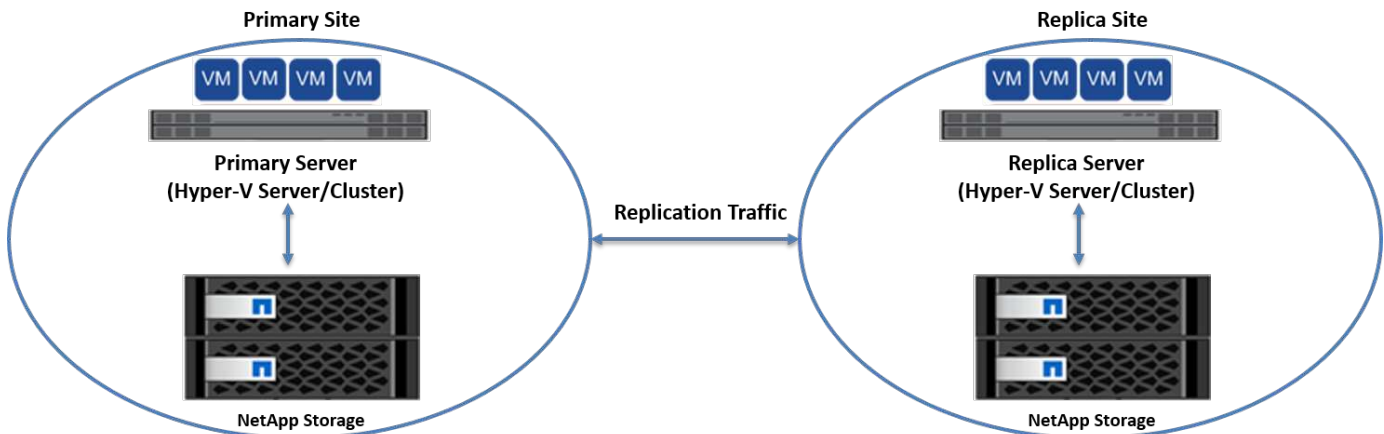 Primary Site
VM VM VM VM
Primary Server
(Hyper-V Server/Cluster)
NetApp Storage
Replication Traffic
Replica Site
VM VM VM VM
Replica Server
(Hyper-V Server/Cluster)
NetApp Storage